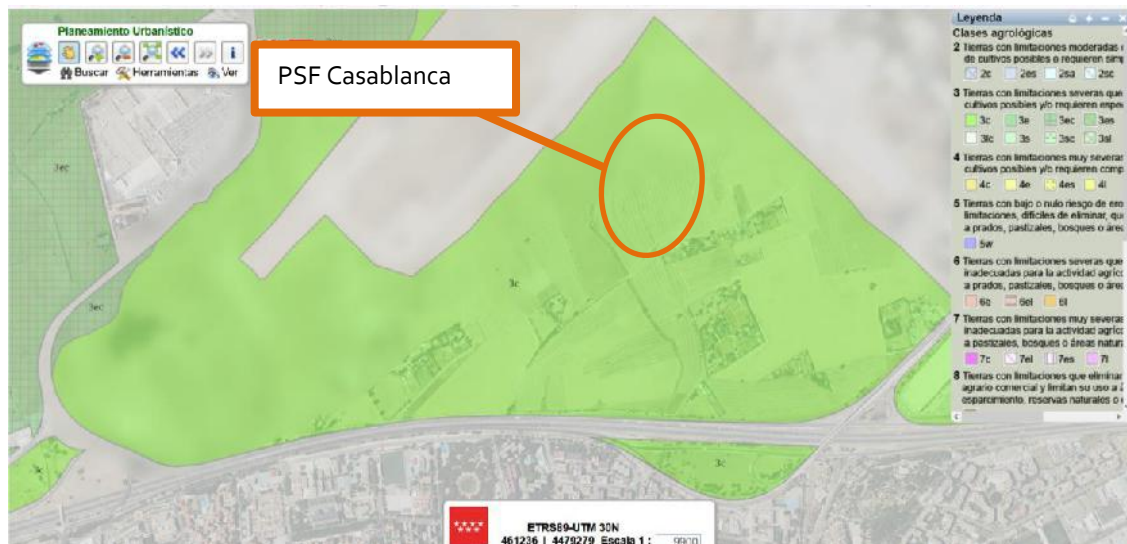 Planeamiento Urbanístico
Buscar Herramientas Ver
PSF Casablanca
Leyenda
Clases agrológicas
2 Tierras con limitaciones moderadas
de cultivos posibles o requieren
2c 2es 2sa 2sc
3 Tierras con limitaciones severas que
cultivos posibles y/o requieren
3c 3e 3ec 3es
3lc 3s 3sc 3sl
4 Tierras con limitaciones muy severas
cultivos posibles y/o requieren
4c 4e 4es 4l
5 Tierras con bajo o nulo riesgo de
limitaciones, difíciles de eliminar,
a prados, pastizales, bosques o
5w
6 Tierras con limitaciones severas que
inadecuadas para la actividad
a prados, pastizales, bosques o
6e 6el 6l
7 Tierras con limitaciones muy severas
inadecuadas para la actividad
a pastizales, bosques o áreas
7c 7el 7es 7l
8 Tierras con limitaciones que eliminan
agrario comercial y limitan su uso a
esparcimiento, reservas naturales o
3ec
3ec
3c
3c
3c
ETRS89-UTM 30N
461236 | 4479279 Escala 1 : 9900